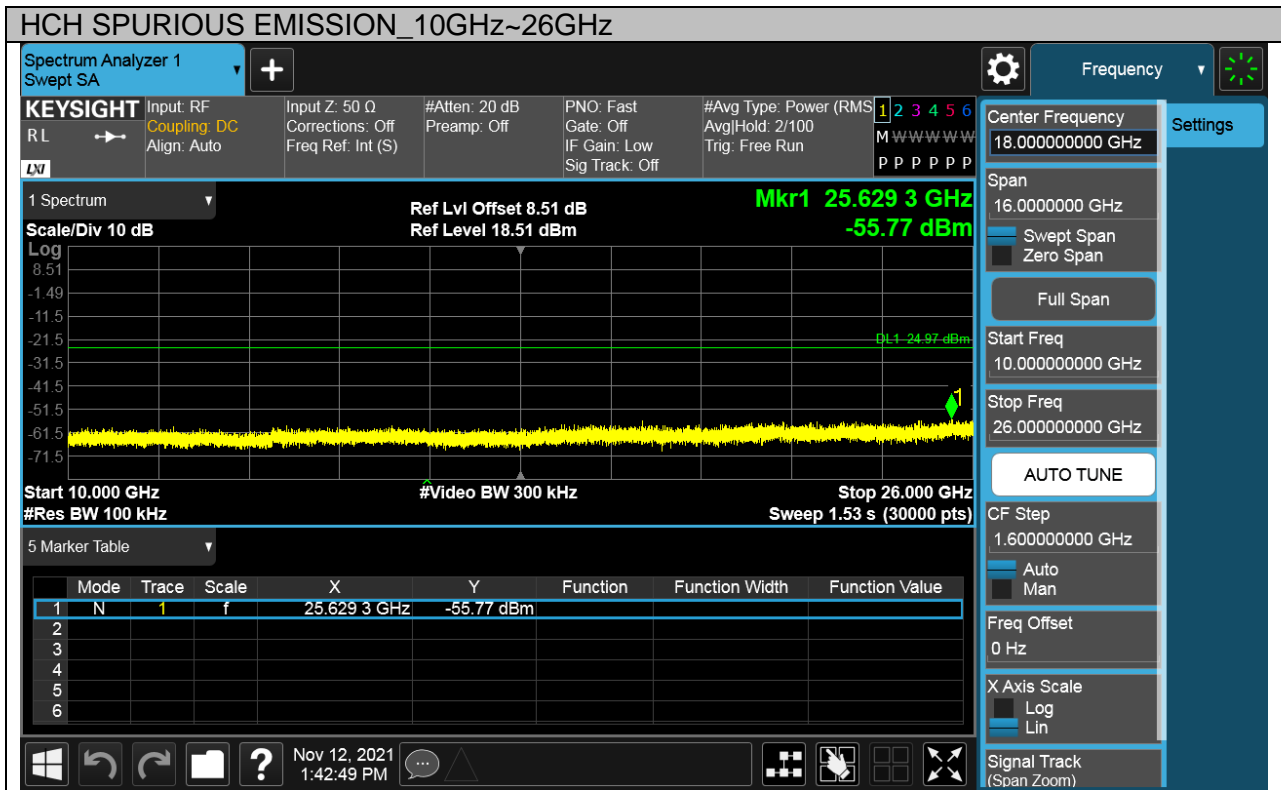 HCH SPURIOUS EMISSION_10GHz~26GHz
Spectrum Analyzer 1
Swept SA
Frequency
KEYSIGHT
RL
LXI
Input: RF
Coupling: DC
Align: Auto
Input Z: 50 Ω
Corrections: Off
Freq Ref: Int (S)
#Atten: 20 dB
Preamp: Off
PNO: Fast
Gate: Off
IF Gain: Low
Sig Track: Off
#Avg Type: Power (RMS
Avg|Hold: 2/100
Trig: Free Run
1 2 3 4 5 6
M W W W W W
P P P P P P
Center Frequency
18.000000000 GHz
Settings
Span
16.0000000 GHz
Swept Span
Zero Span
Full Span
Start Freq
10.000000000 GHz
Stop Freq
26.000000000 GHz
AUTO TUNE
CF Step
1.600000000 GHz
Auto
Man
Freq Offset
0 Hz
X Axis Scale
Log
Lin
Signal Track
(Span Zoom)
1 Spectrum
Scale/Div 10 dB
Ref Lvl Offset 8.51 dB
Ref Level 18.51 dBm
Mkr1 25.629 3 GHz
-55.77 dBm
Log
8.51
-1.49
-11.5
-21.5
-31.5
-41.5
-51.5
-61.5
-71.5
DL1 -24.97 dBm
1
Start 10.000 GHz
#Res BW 100 kHz
#Video BW 300 kHz
Stop 26.000 GHz
Sweep 1.53 s (30000 pts)
5 Marker Table
Mode Trace Scale X Y Function Function Width Function Value
1 N 1 f 25.629 3 GHz -55.77 dBm
2
3
4
5
6
Nov 12, 2021
1:42:49 PM